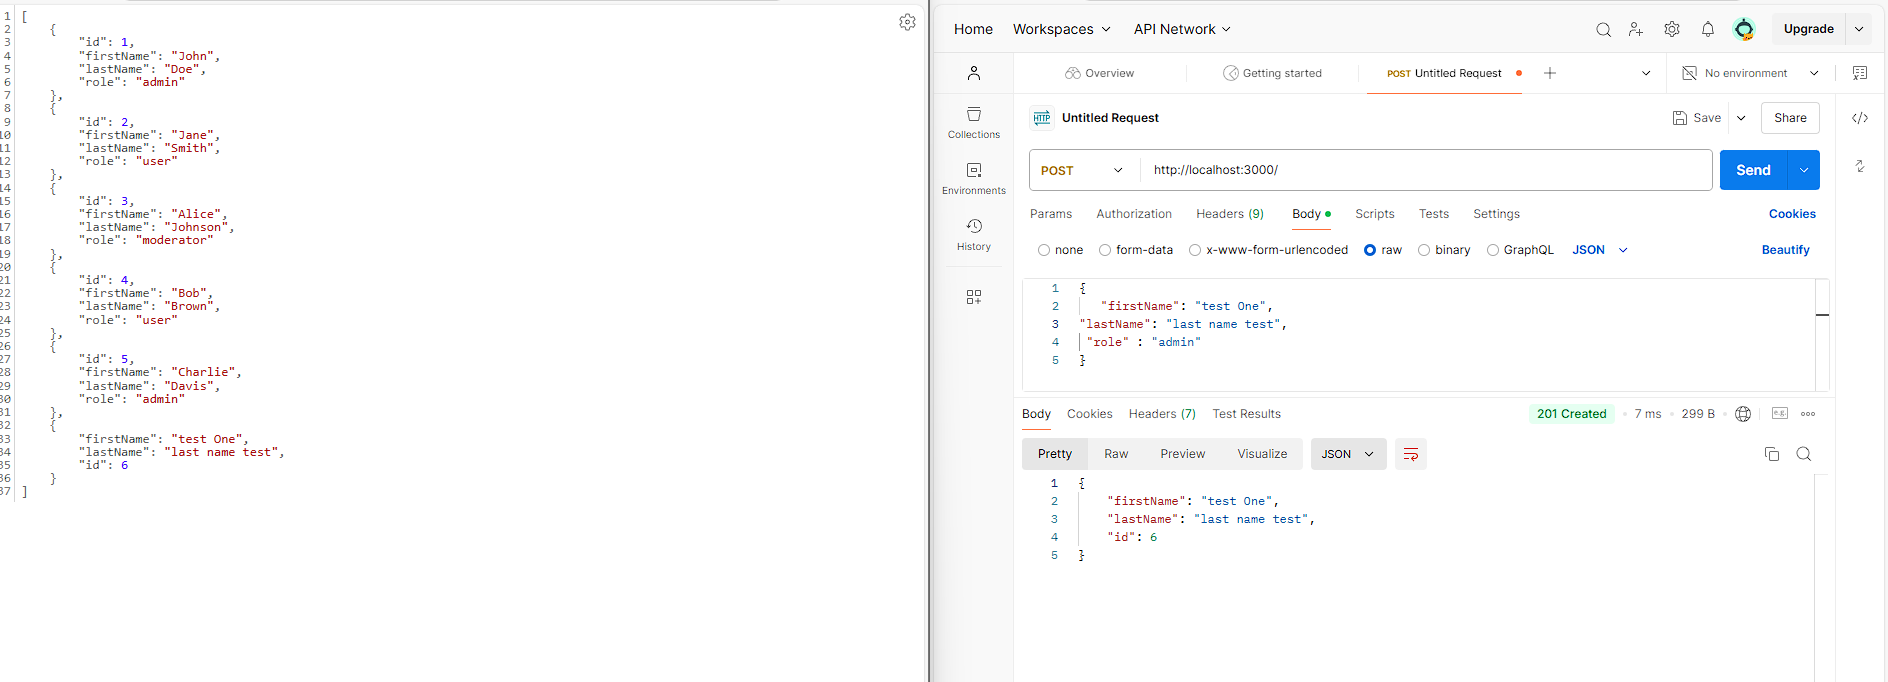 1 [
2 {
3 "id": 1,
4 "firstName": "John",
5 "lastName": "Doe",
6 "role": "admin"
7 },
8 {
9 "id": 2,
10 "firstName": "Jane",
11 "lastName": "Smith",
12 "role": "user"
13 },
14 {
15 "id": 3,
16 "firstName": "Alice",
17 "lastName": "Johnson",
18 "role": "moderator"
19 },
20 {
21 "id": 4,
22 "firstName": "Bob",
23 "lastName": "Brown",
24 "role": "user"
25 },
26 {
27 "id": 5,
28 "firstName": "Charlie",
29 "lastName": "Davis",
30 "role": "admin"
31 },
32 {
33 "firstName": "test One",
34 "lastName": "last name test",
35 "id": 6
36 }
37 ]
Home Workspaces API Network Upgrade
Overview Getting started POST Untitled Request No environment
Collections
Environments
History
HTTP Untitled Request Save Share
POST http://localhost:3000/ Send
Params Authorization Headers (9) Body Scripts Tests Settings Cookies
none form-data x-www-form-urlencoded raw binary GraphQL JSON Beautify
1 {
2 "firstName": "test One",
3 "lastName": "last name test",
4 "role" : "admin"
5 }
Body Cookies Headers (7) Test Results 201 Created 7 ms 299 B e.g.
Pretty Raw Preview Visualize JSON
1 {
2 "firstName": "test One",
3 "lastName": "last name test",
4 "id": 6
5 }